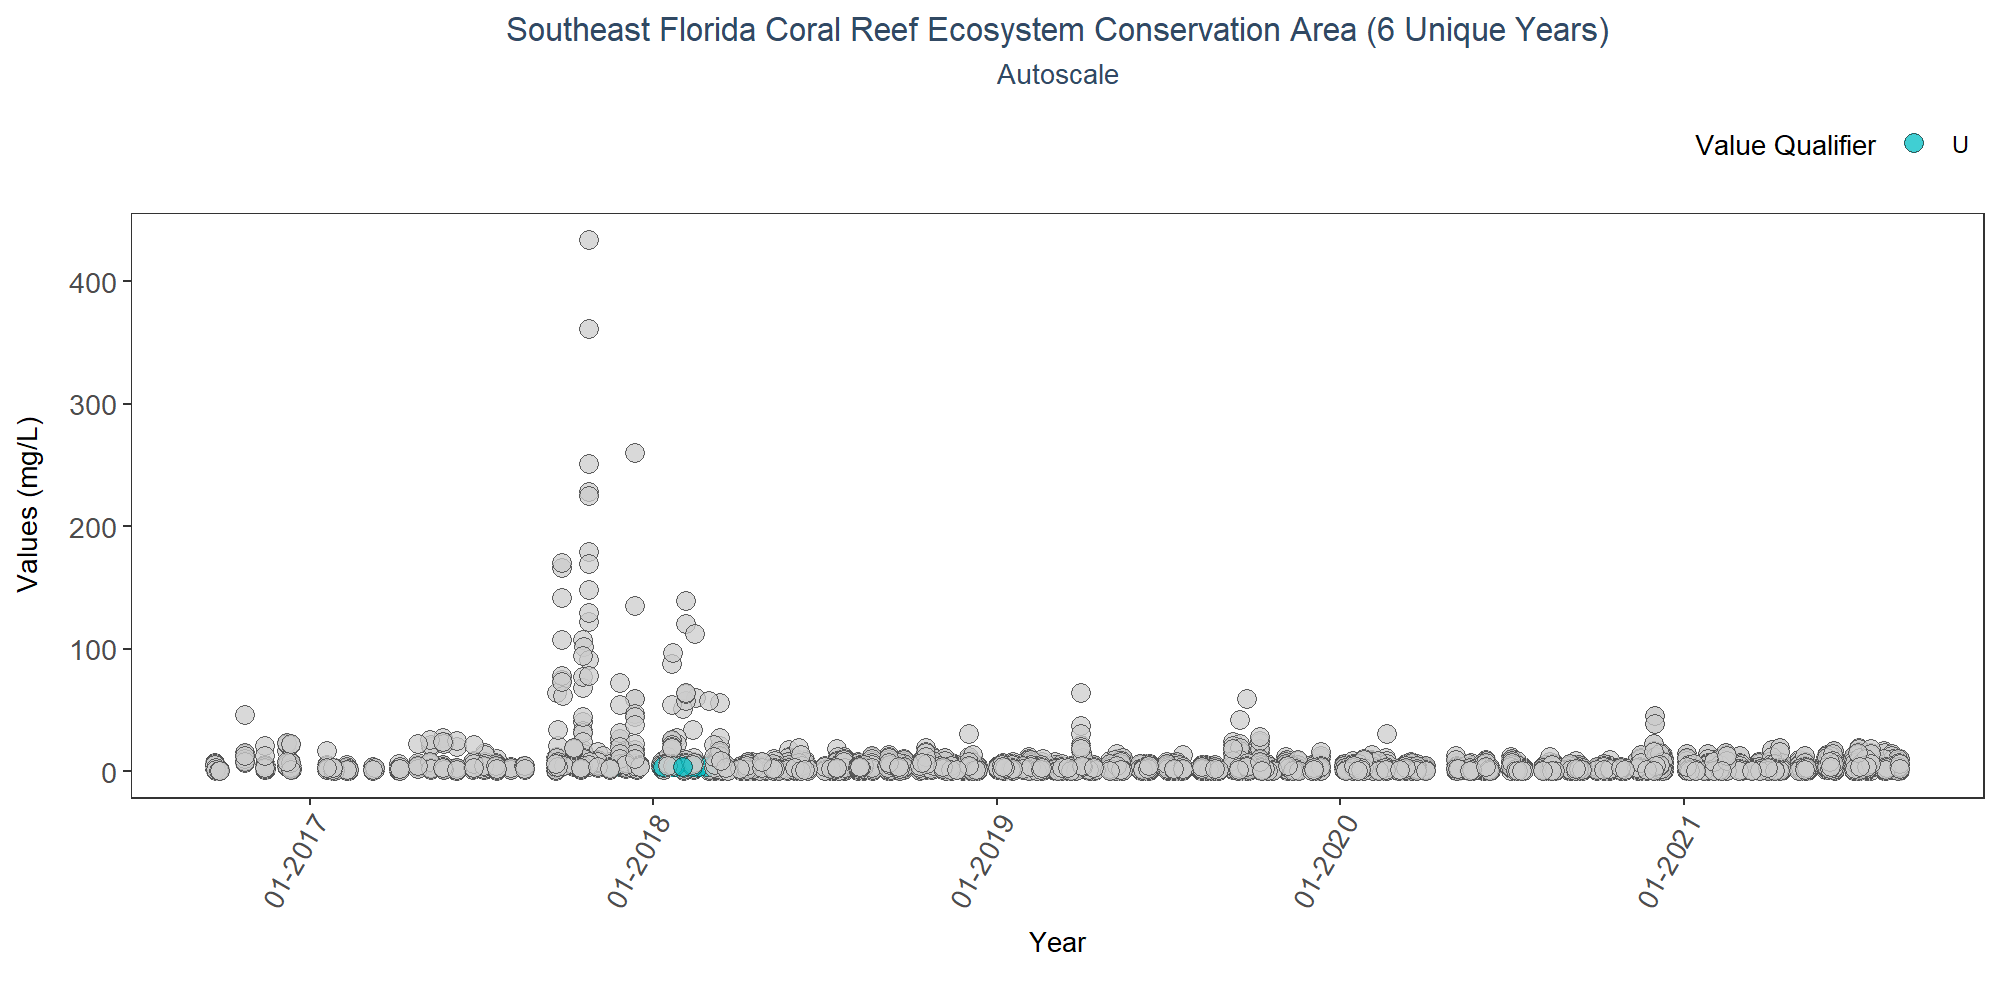 Southeast Florida Coral Reef Ecosystem Conservation Area (6 Unique Years)
Autoscale
Value Qualifier U
Values (mg/L)
400
300
200
100
0
01-2017
01-2018
01-2019
01-2020
01-2021
Year